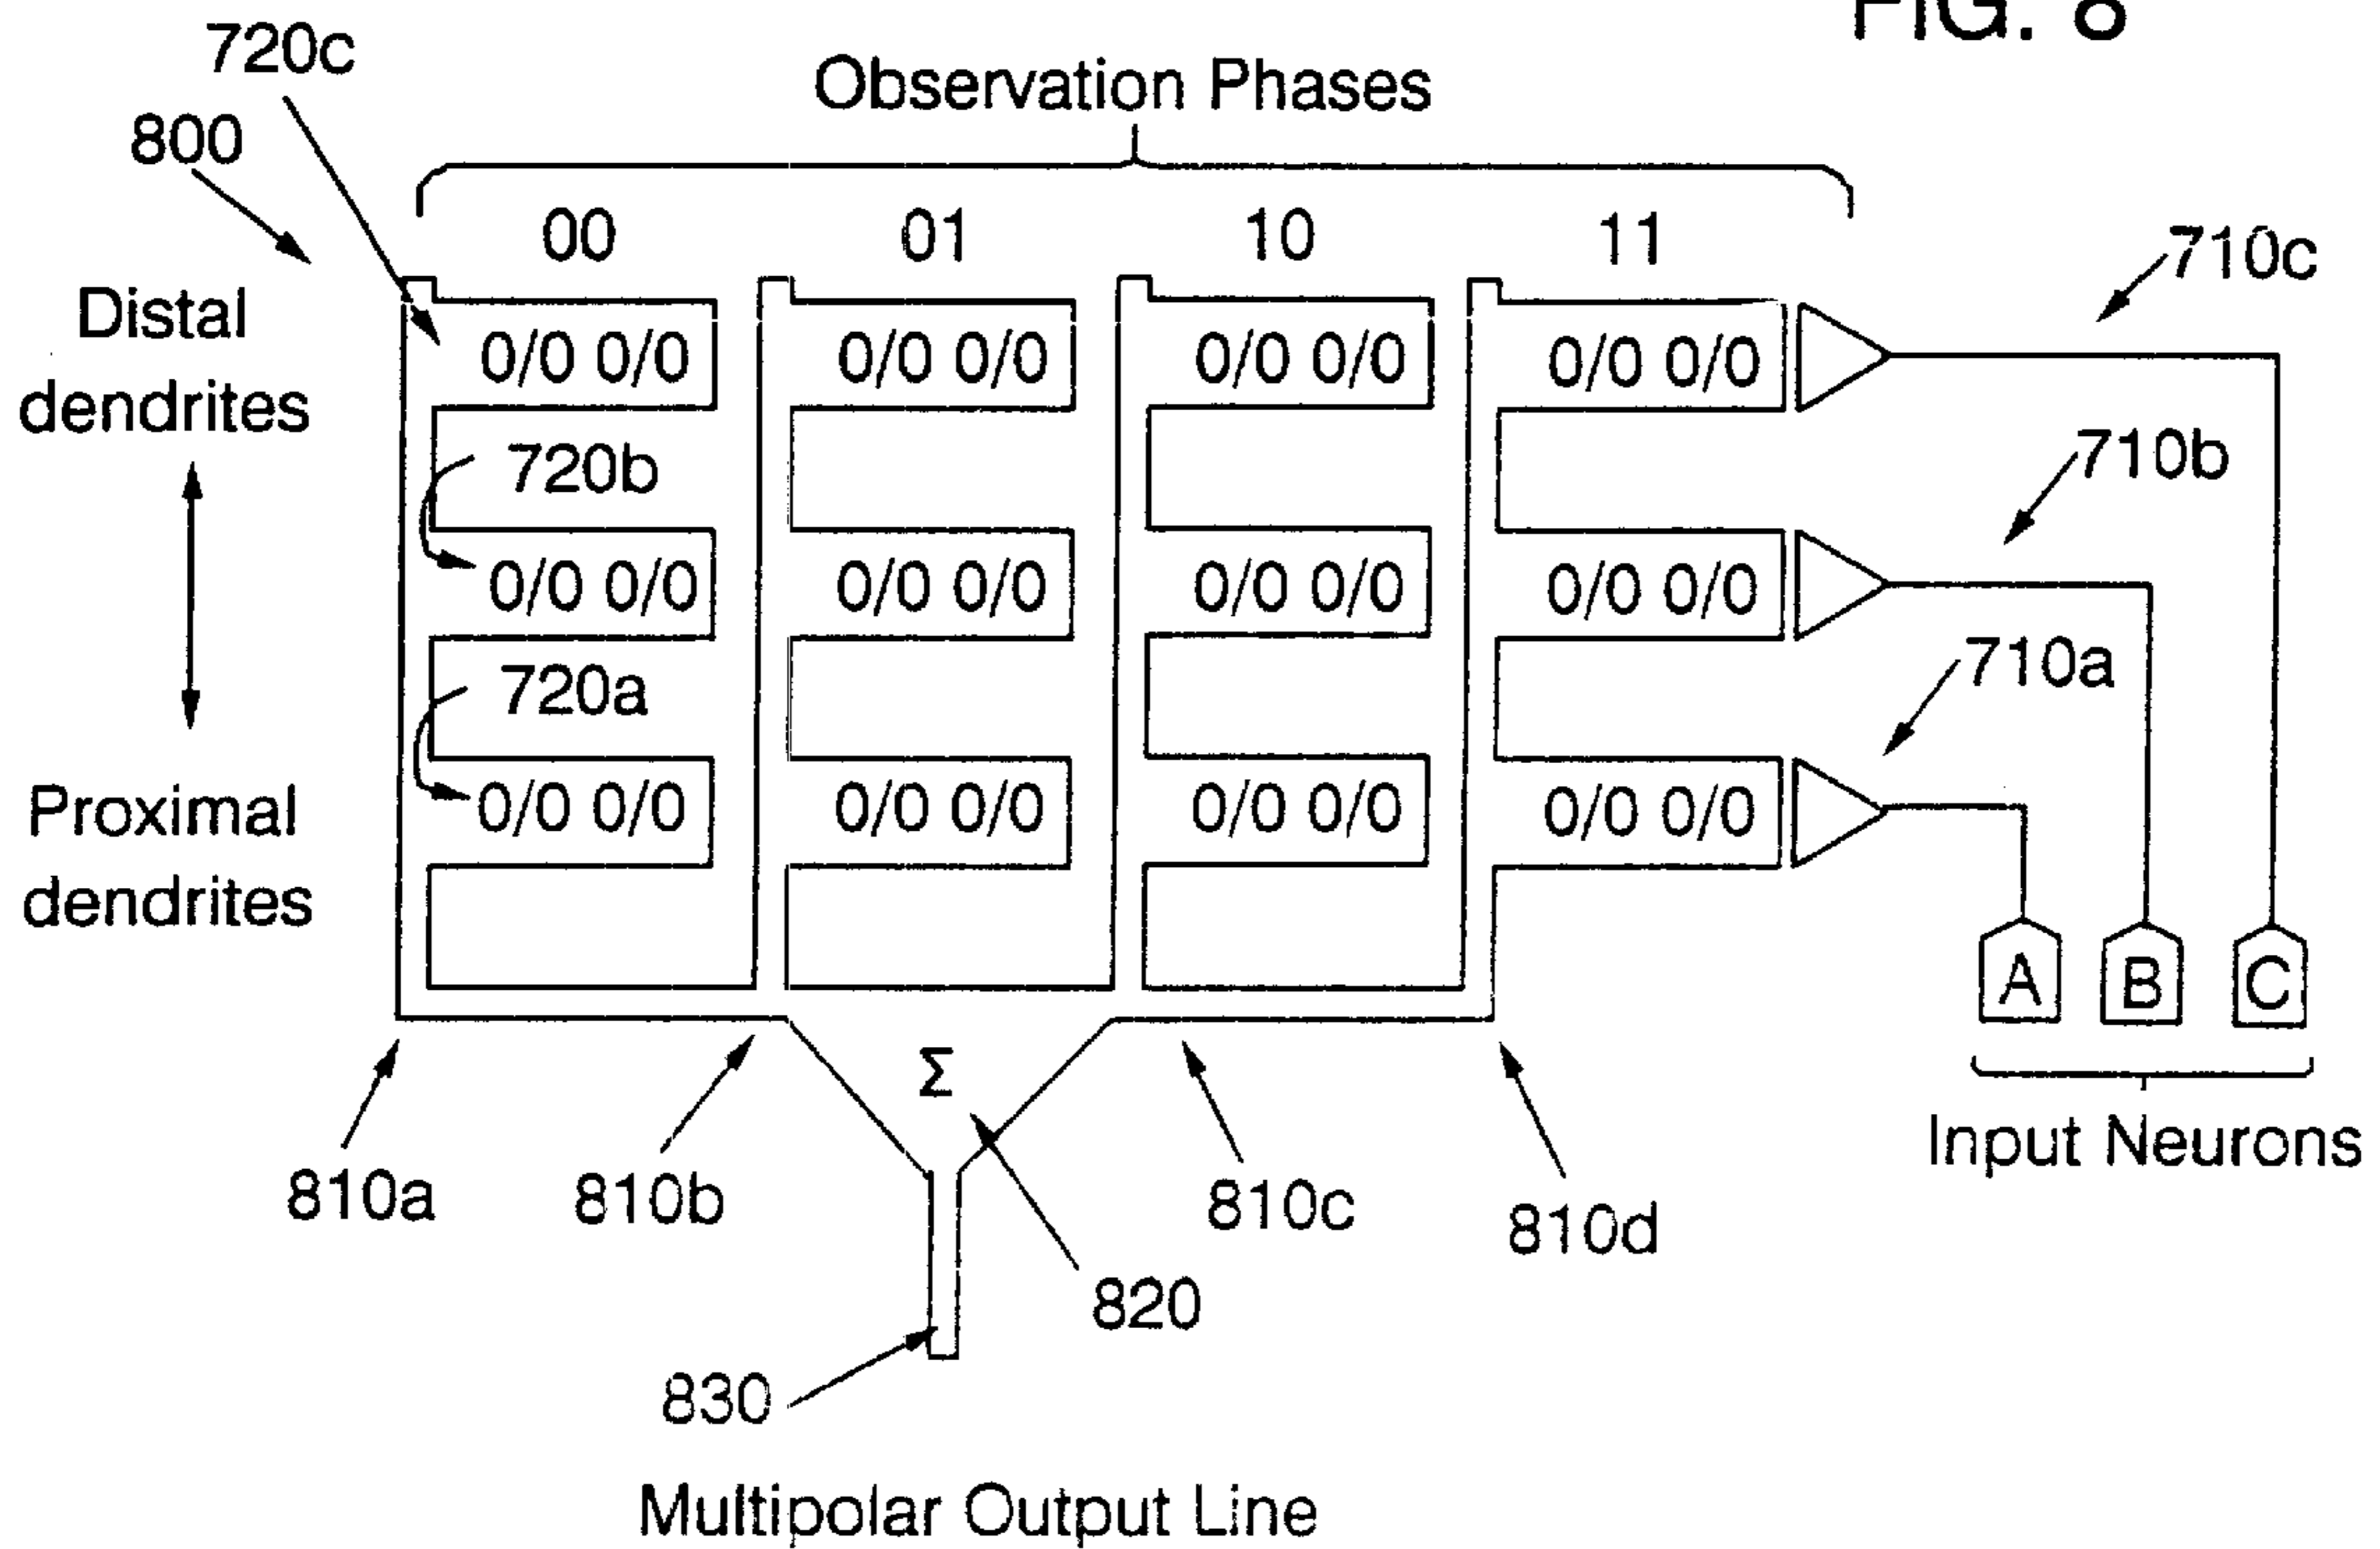 FIG. 8
720c
Observation Phases
800
00 01 10 11
710c
Distal
dendrites
0/0 0/0 0/0 0/0 0/0 0/0 0/0 0/0
720b
710b
0/0 0/0 0/0 0/0 0/0 0/0 0/0 0/0
720a
710a
Proximal
dendrites
0/0 0/0 0/0 0/0 0/0 0/0 0/0 0/0
A B C
Σ
Input Neurons
810a 810b 810c 810d
820
830
Multipolar Output Line